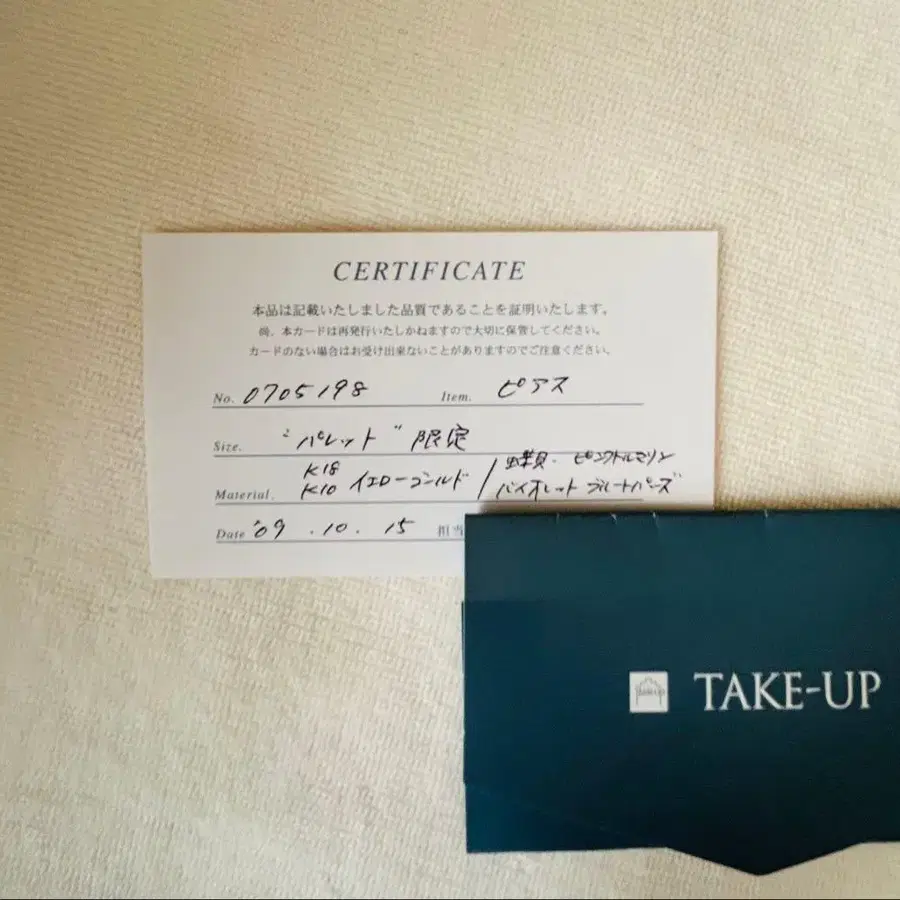 CERTIFICATE
本品は記載いたしました品質であることを証明いたします。
尚、本カードは再発行いたしかねますので大切に保管してください。
カードのない場合はお受け出来ないことがありますのでご注意ください。
No. 0705198 Item. ピアス
Size. "パレット" 限定
K18 ピンクトルマリン
Material. K10 イエローゴールド / バイオレット ブルートパーズ
Date '09.10.15 担当
TAKE-UP